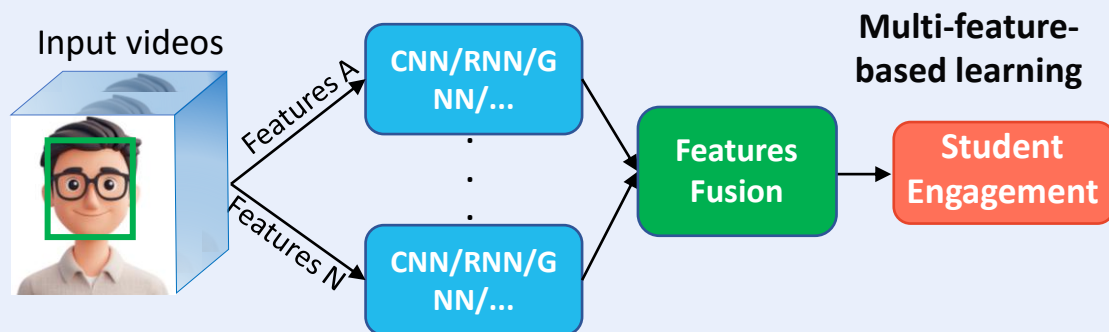 Input videos
Features A
Features N
CNN/RNN/G
NN/...
.
.
.
CNN/RNN/G
NN/...
Features
Fusion
Multi-feature-
based learning
Student
Engagement